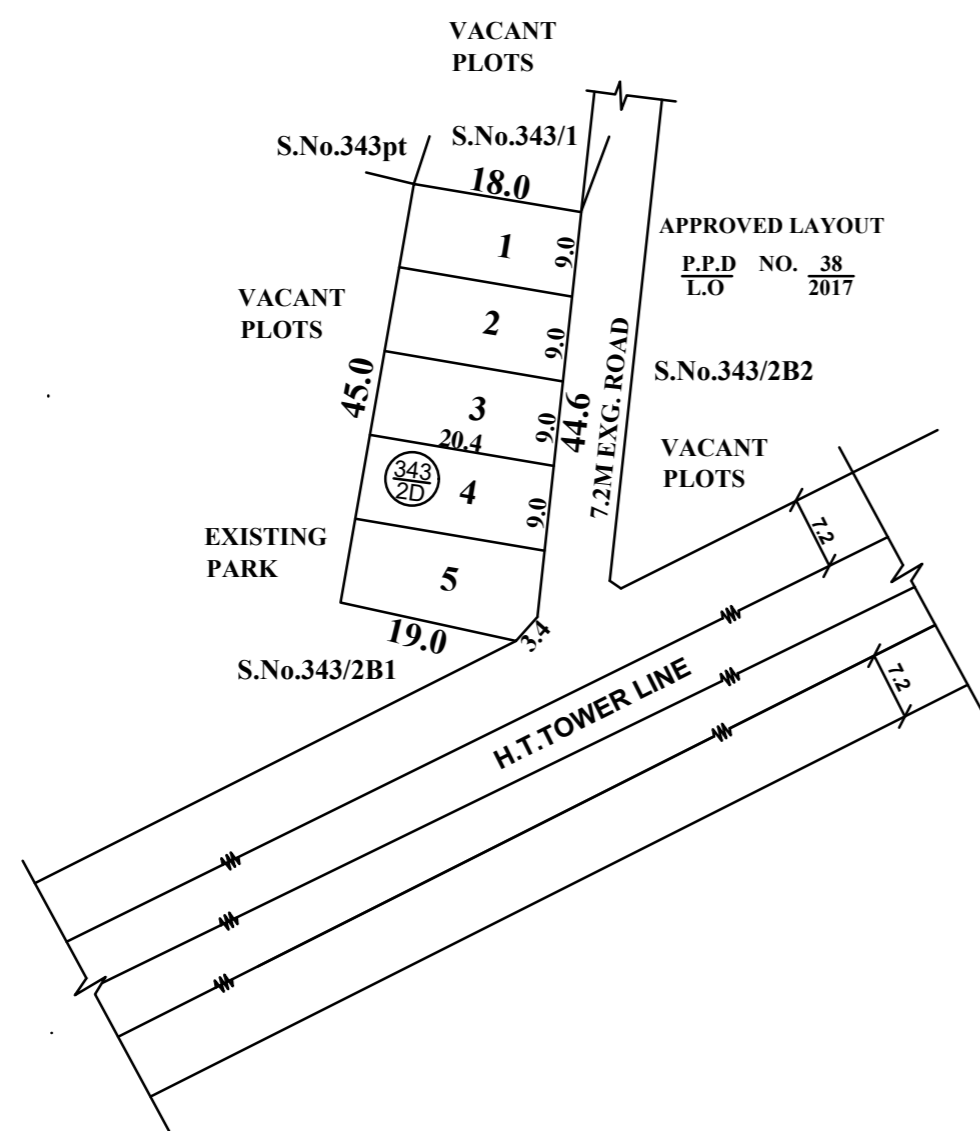 VACANT
PLOTS
S.No.343pt
S.No.343/1
18.0
1
9.0
APPROVED LAYOUT
P.P.D NO. 38
L.O 2017
VACANT
PLOTS
2
9.0
7.2M EXG. ROAD
S.No.343/2B2
45.0
3
9.0
44.6
20.4
VACANT
PLOTS
343
2D
4
9.0
7.2
EXISTING
PARK
5
19.0
3.4
S.No.343/2B1
H.T.TOWER LINE
7.2